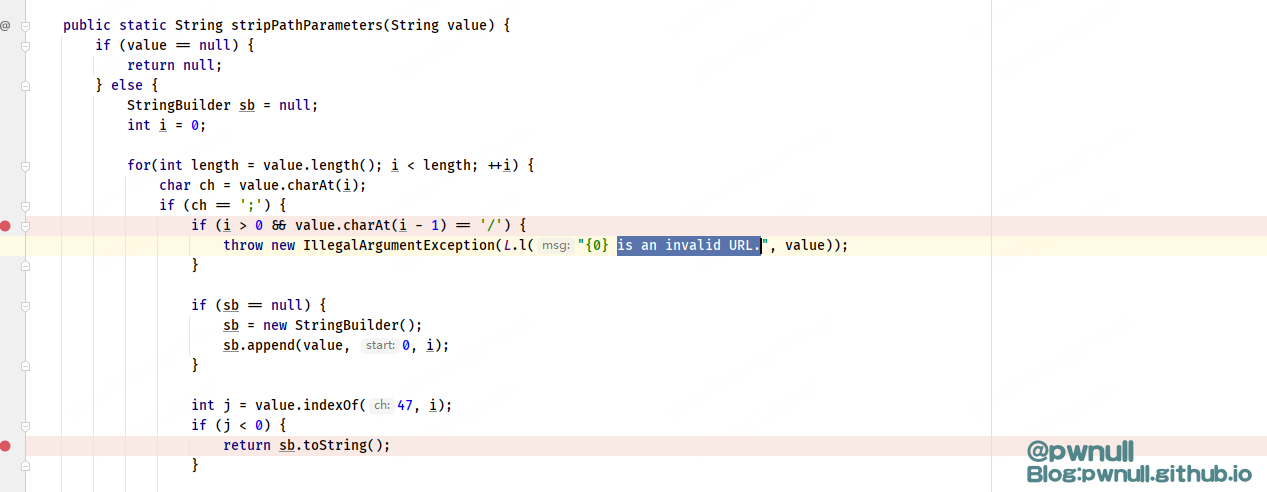 @
public static String stripPathParameters(String value) {
if (value == null) {
return null;
} else {
StringBuilder sb = null;
int i = 0;
for(int length = value.length(); i < length; ++i) {
char ch = value.charAt(i);
if (ch == ';') {
if (i > 0 && value.charAt(i - 1) == '/') {
throw new IllegalArgumentException(L.l( msg: "{0} is an invalid URL.", value));
}
if (sb == null) {
sb = new StringBuilder();
sb.append(value, start: 0, i);
}
int j = value.indexOf( ch: 47, i);
if (j < 0) {
return sb.toString();
}
@pwnull
Blog:pwnull.github.io